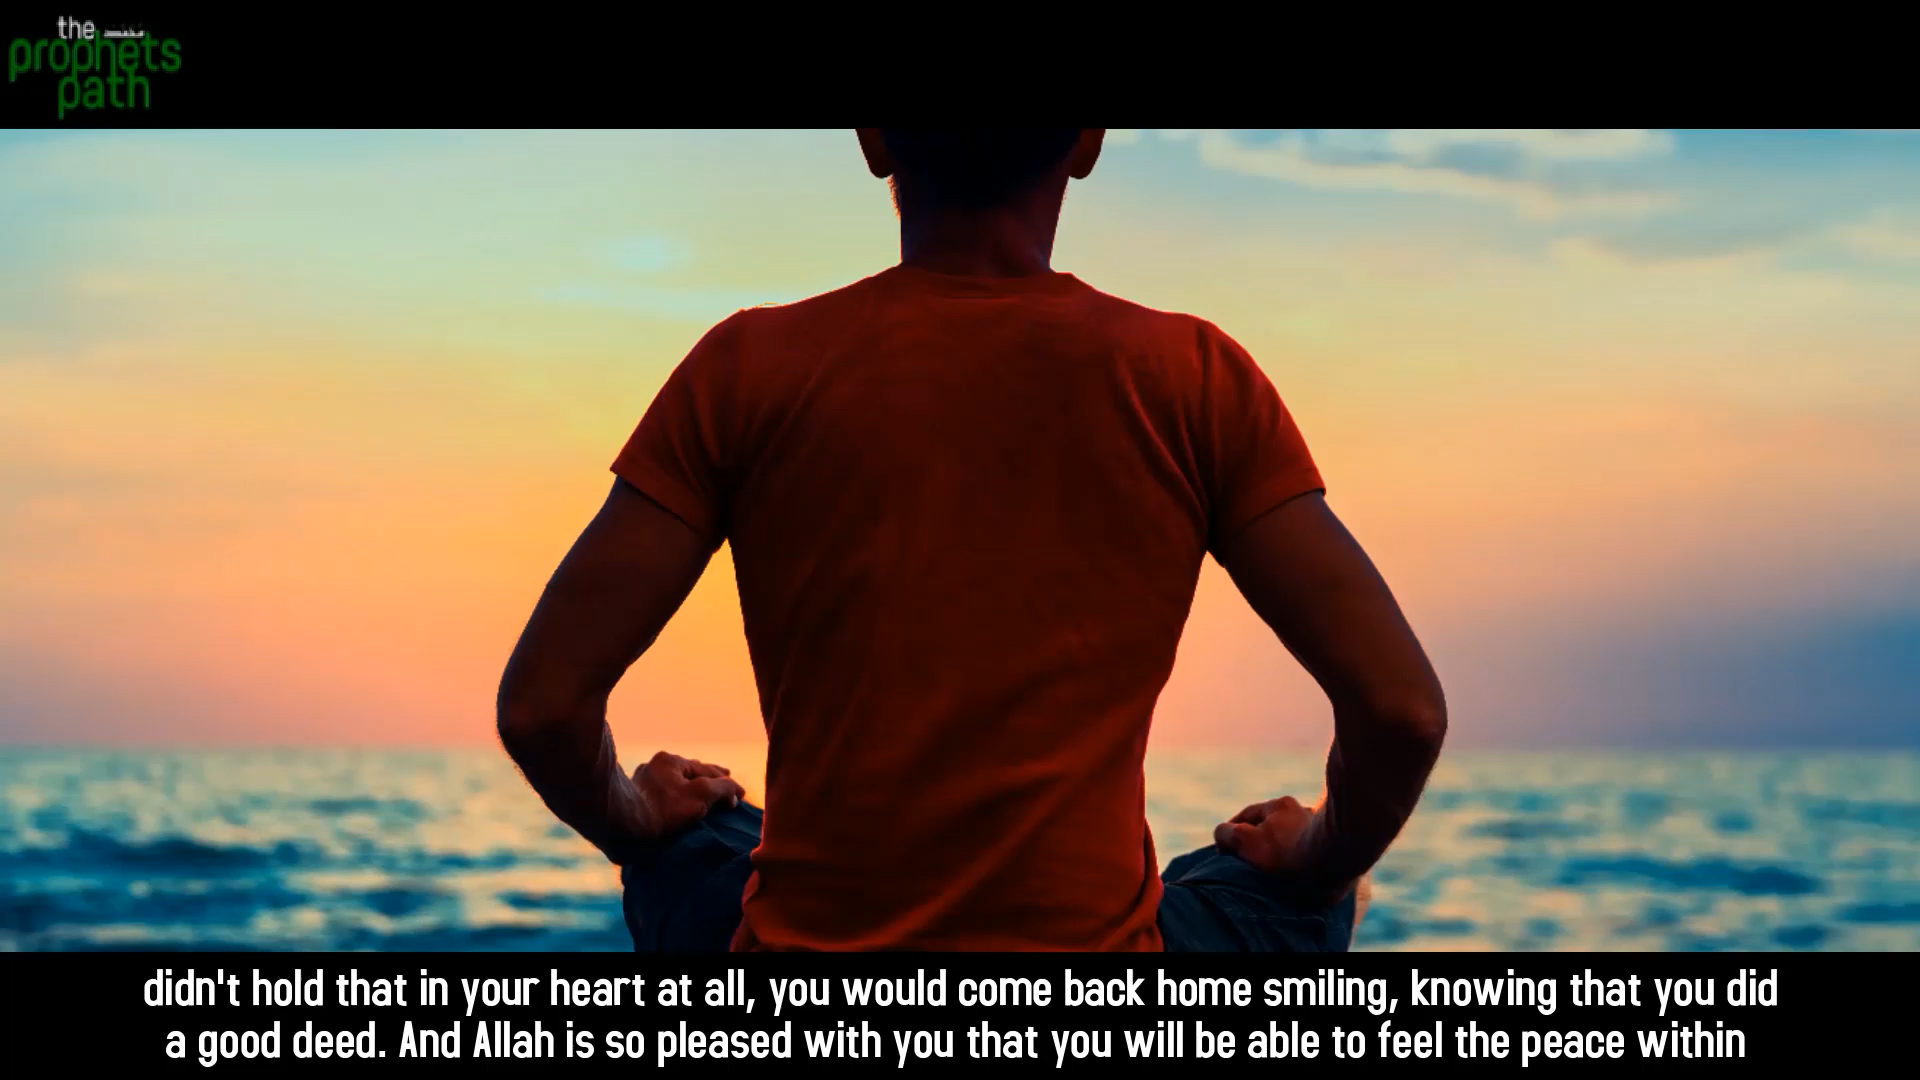 the
prophets
path
didn't hold that in your heart at all, you would come back home smiling, knowing that you did
a good deed. And Allah is so pleased with you that you will be able to feel the peace within